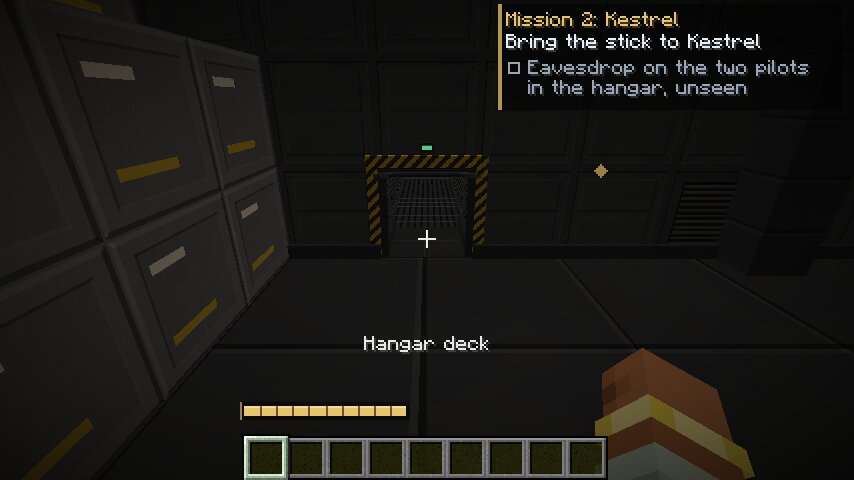 Mission 2: Kestrel
Bring the stick to Kestrel
Eavesdrop on the two pilots
in the hangar, unseen
Hangar deck